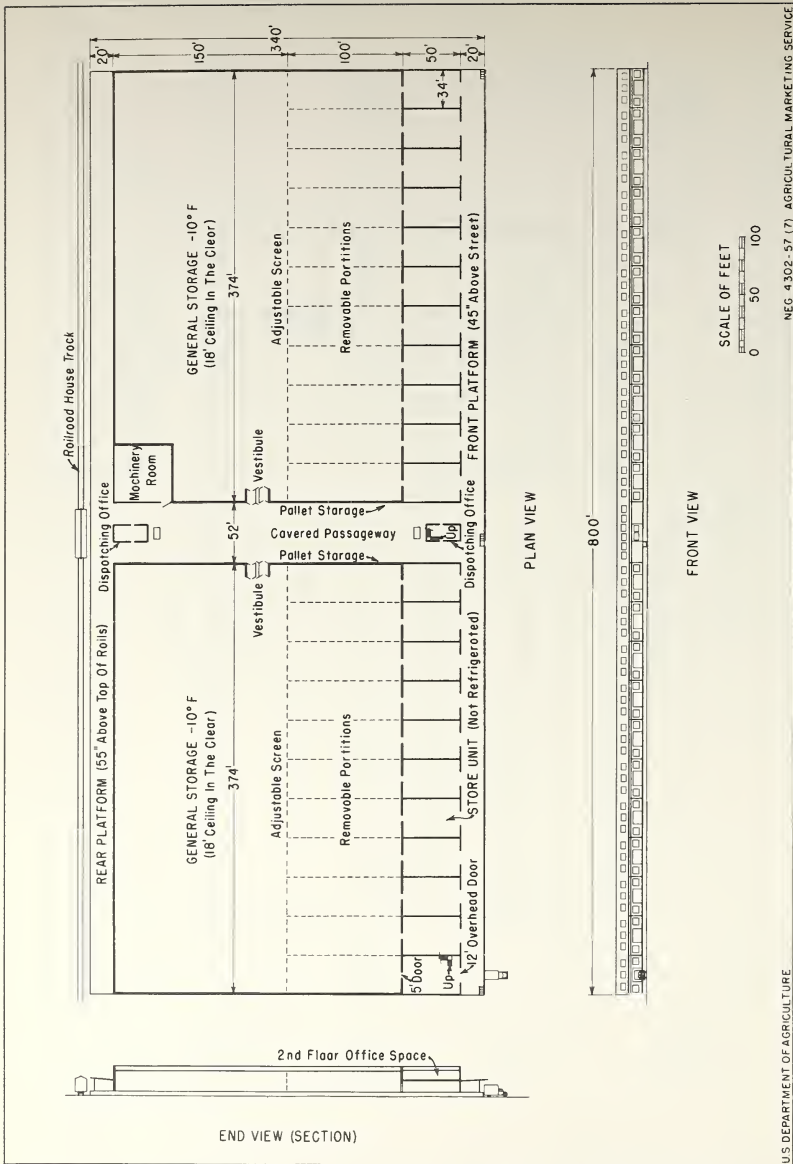 340'
20'
150'
100'
50'
20'
Railroad House Track
REAR PLATFORM (55" Above Top Of Rails)
Dispatching Office
Machinery
Room
GENERAL STORAGE -10°F
(18' Ceiling In The Clear)
374'
52'
GENERAL STORAGE -10°F
(18' Ceiling In The Clear)
374'
Vestibule
Vestibule
Adjustable Screen
Adjustable Screen
Pallet Storage
Covered Passageway
Pallet Storage
Removable Partitions
Removable Partitions
34'
5' Door
Up
12' Overhead Door
STORE UNIT (Not Refrigerated)
Up
Dispatching Office
FRONT PLATFORM (45" Above Street)
PLAN VIEW
800'
FRONT VIEW
2nd Floor Office Space
END VIEW (SECTION)
SCALE OF FEET
0 50 100
U.S DEPARTMENT OF AGRICULTURE
NEG 4302-57 (7) AGRICULTURAL MARKETING SERVICE